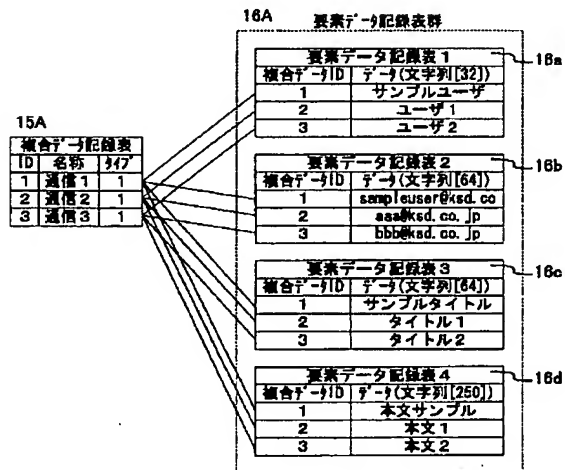 16A 要素ﾃﾞｰﾀ記録表群
要素データ記録表1 16a
複合ﾃﾞｰﾀID ﾃﾞｰﾀ(文字列[32])
1 サンプルユーザ
2 ユーザ1
3 ユーザ2
15A
複合ﾃﾞｰﾀ記録表
ID 名称 ﾀｲﾌﾟ
1 通信1 1
2 通信2 1
3 通信3 1
要素データ記録表2 16b
複合ﾃﾞｰﾀID ﾃﾞｰﾀ(文字列[64])
1 sampleuser@ksd.co
2 aaa@ksd.co.jp
3 bbb@ksd.co.jp
要素データ記録表3 16c
複合ﾃﾞｰﾀID ﾃﾞｰﾀ(文字列[64])
1 サンプルタイトル
2 タイトル1
3 タイトル2
要素データ記録表4 16d
複合ﾃﾞｰﾀID ﾃﾞｰﾀ(文字列[250])
1 本文サンプル
2 本文1
3 本文2